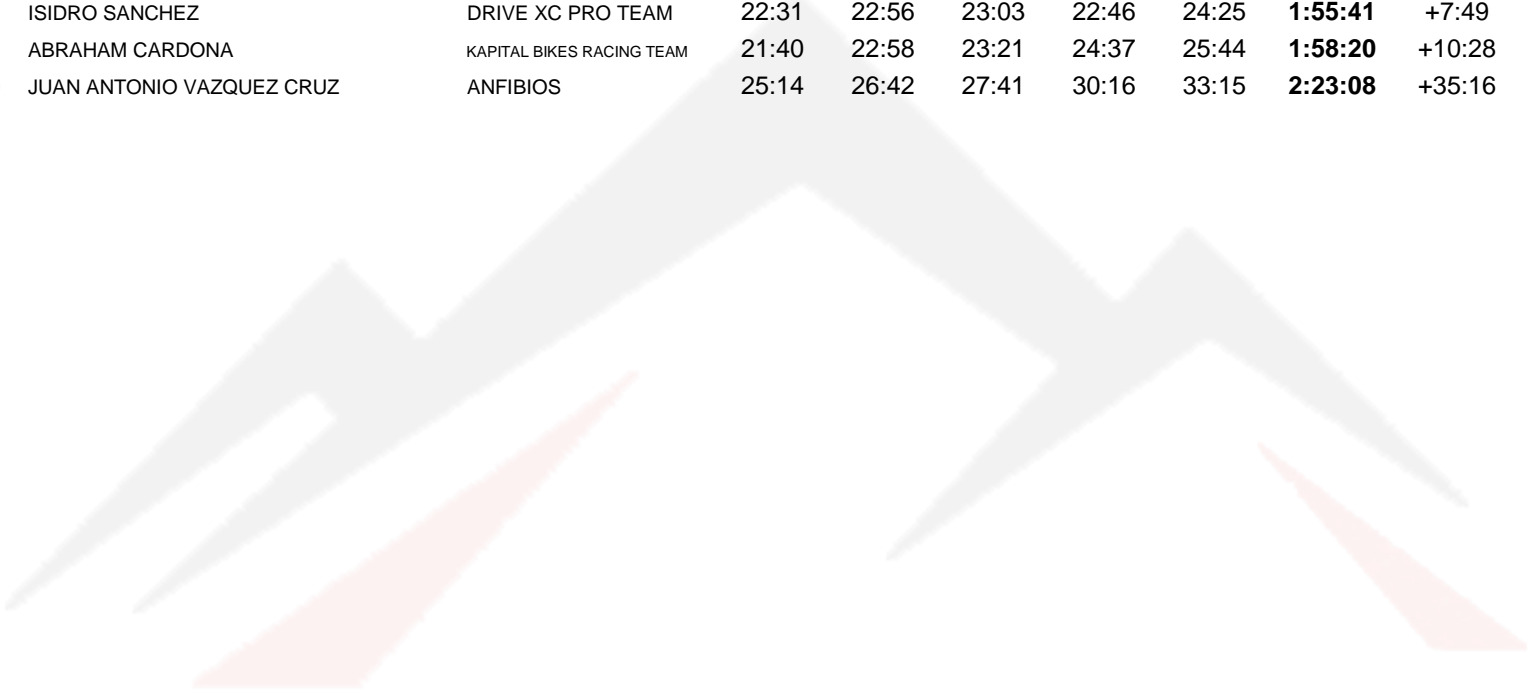 ISIDRO SANCHEZ DRIVE XC PRO TEAM 22:31 22:56 23:03 22:46 24:25 1:55:41 +7:49
ABRAHAM CARDONA KAPITAL BIKES RACING TEAM 21:40 22:58 23:21 24:37 25:44 1:58:20 +10:28
JUAN ANTONIO VAZQUEZ CRUZ ANFIBIOS 25:14 26:42 27:41 30:16 33:15 2:23:08 +35:16